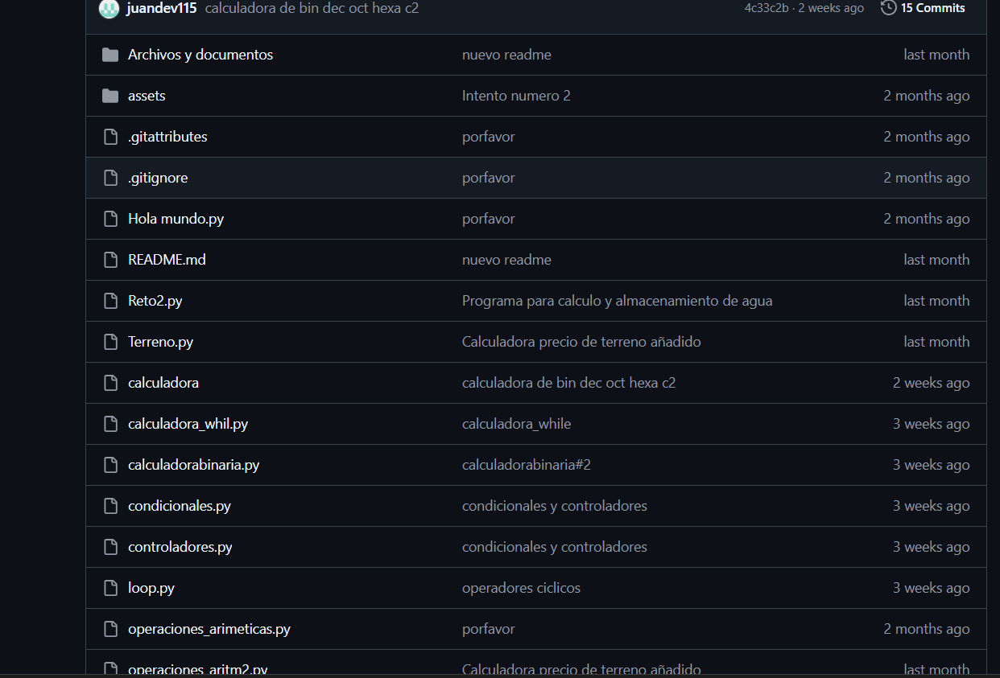 juandev115 calculadora de bin dec oct hexa c2 4c33c2b · 2 weeks ago 15 Commits
Archivos y documentos nuevo readme last month
assets Intento numero 2 2 months ago
.gitattributes porfavor 2 months ago
.gitignore porfavor 2 months ago
Hola mundo.py porfavor 2 months ago
README.md nuevo readme last month
Reto2.py Programa para calculo y almacenamiento de agua last month
Terreno.py Calculadora precio de terreno añadido last month
calculadora calculadora de bin dec oct hexa c2 2 weeks ago
calculadora_whil.py calculadora_while 3 weeks ago
calculadorabinaria.py calculadorabinaria#2 3 weeks ago
condicionales.py condicionales y controladores 3 weeks ago
controladores.py condicionales y controladores 3 weeks ago
loop.py operadores ciclicos 3 weeks ago
operaciones_arimeticas.py porfavor 2 months ago
operaciones_aritm2.py Calculadora precio de terreno añadido last month